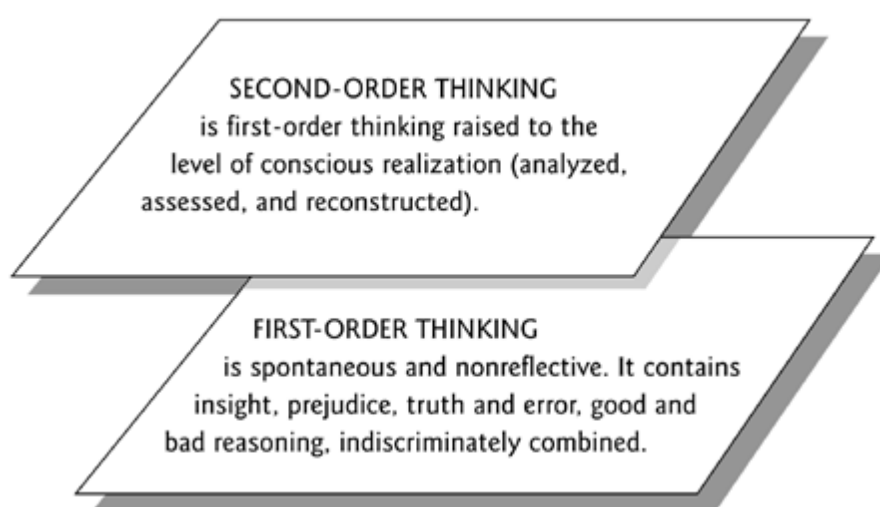 SECOND-ORDER THINKING
is first-order thinking raised to the
level of conscious realization (analyzed,
assessed, and reconstructed).
FIRST-ORDER THINKING
is spontaneous and nonreflective. It contains
insight, prejudice, truth and error, good and
bad reasoning, indiscriminately combined.